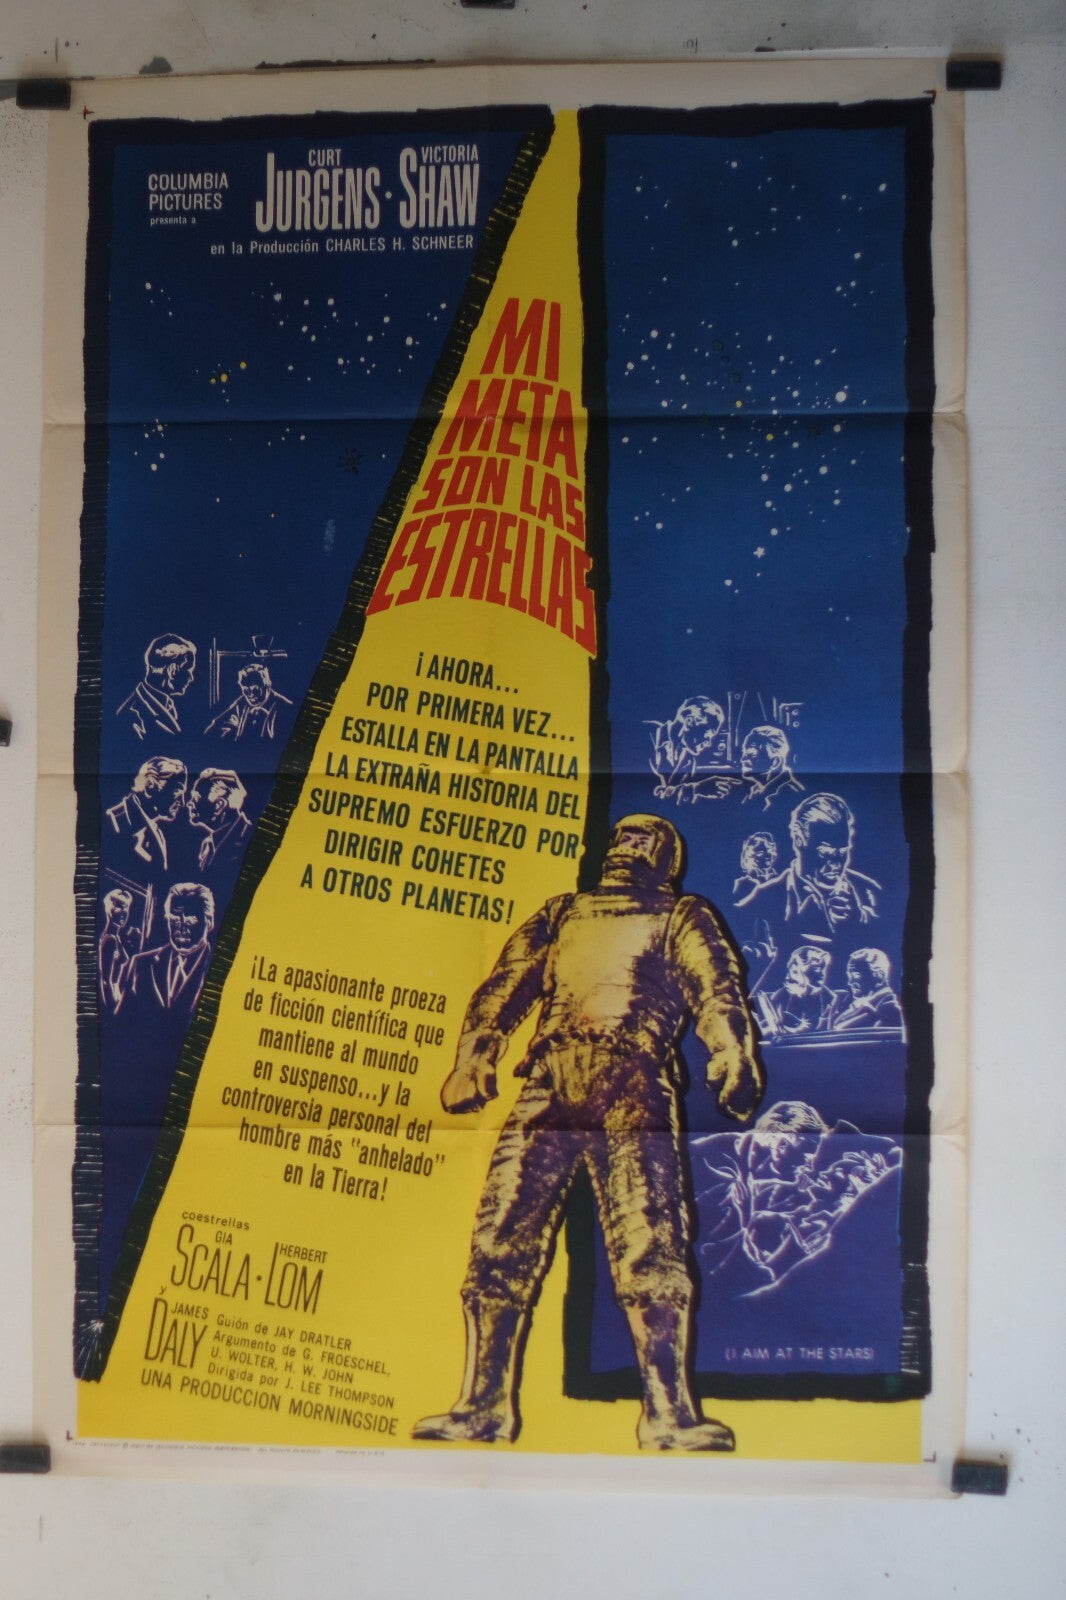 COLUMBIA
PICTURES
presenta a
CURT
JURGENS · VICTORIA
SHAW
en la Producción CHARLES H. SCHNEER
MI
META
SON LAS
ESTRELLAS
¡AHORA...
POR PRIMERA VEZ...
ESTALLA EN LA PANTALLA
LA EXTRAÑA HISTORIA DEL
SUPREMO ESFUERZO POR
DIRIGIR COHETES
A OTROS PLANETAS!
¡La apasionante proeza
de ficción científica que
mantiene al mundo
en suspenso...y la
controversia personal del
hombre más "anhelado"
en la Tierra!
coestrellas
GIA
SCALA · HERBERT
LOM
y
JAMES
DALY
Guión de JAY DRATLER
Argumento de G. FROESCHEL,
U. WOLTER, H. W. JOHN
Dirigida por J. LEE THOMPSON
UNA PRODUCCION MORNINGSIDE
(I AIM AT THE STARS)